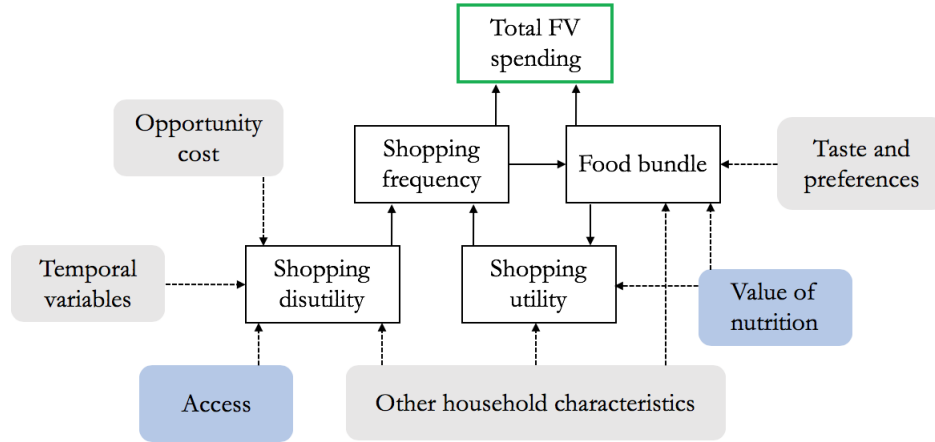 Total FV
spending
Opportunity
cost
Shopping
frequency
Food bundle
Taste and
preferences
Temporal
variables
Shopping
disutility
Shopping
utility
Value of
nutrition
Access
Other household characteristics